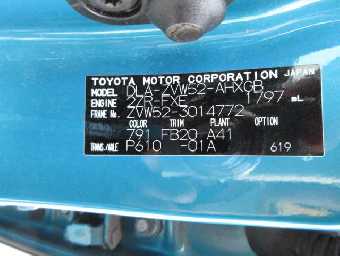 TOYOTA MOTOR CORPORATION JAPAN
MODEL DLA-ZVW52-AHXQB
ENGINE 2ZR-FXE 1797 mL
FRAME No. ZVW52-3014772
COLOR TRIM PLANT OPTION
791 FB20 A41
TRANS./AXLE P610 -01A 619